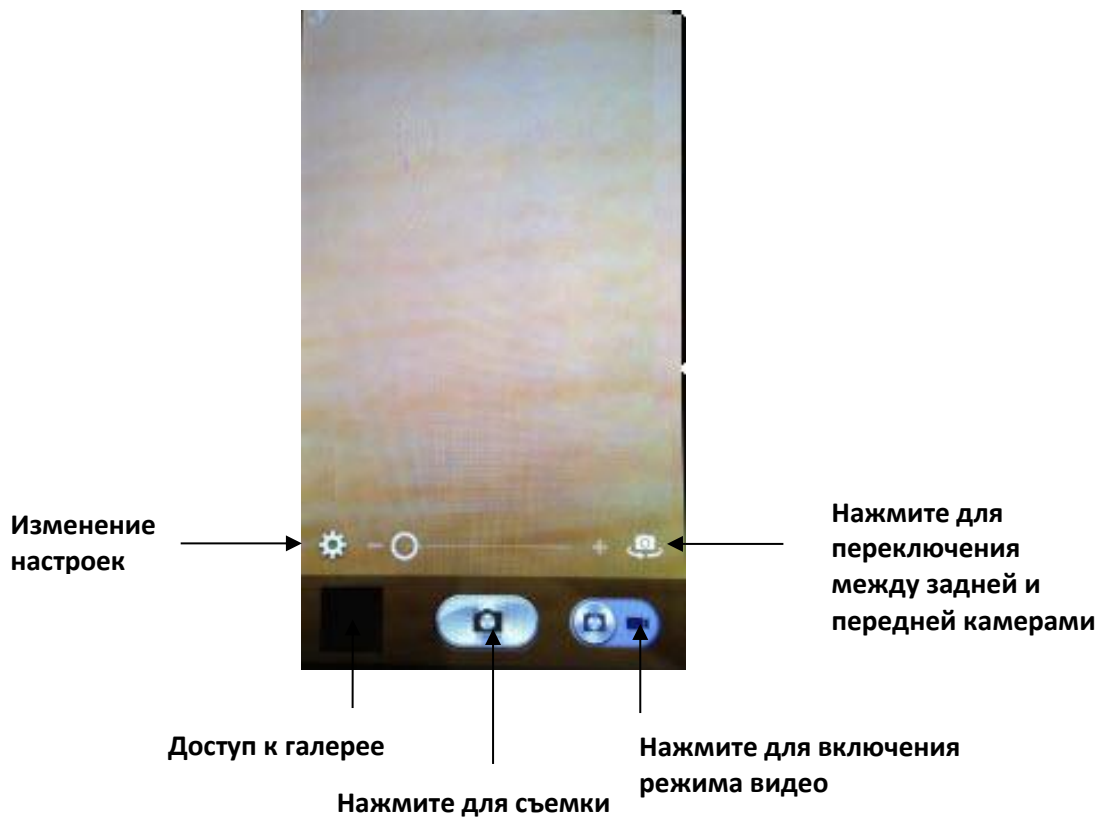 Изменение
настроек
Нажмите для
переключения
между задней и
передней камерами
Доступ к галерее
Нажмите для включения
режима видео
Нажмите для съемки